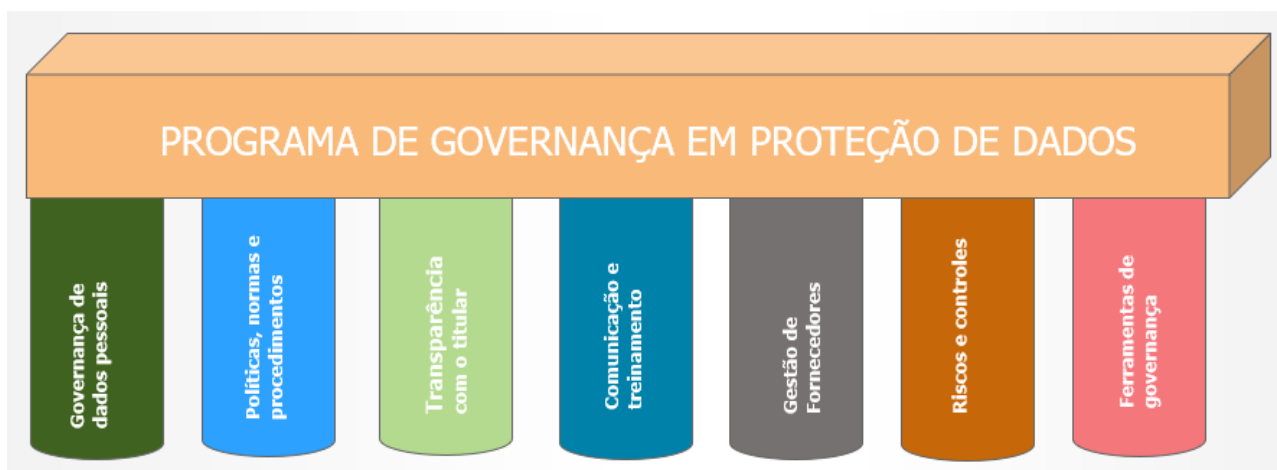 PROGRAMA DE GOVERNANÇA EM PROTEÇÃO DE DADOS
Governança de
dados pessoais
Políticas, normas e
procedimentos
Transparência
com o titular
Comunicação e
treinamento
Gestão de
Fornecedores
Riscos e controles
Ferramentas de
governança